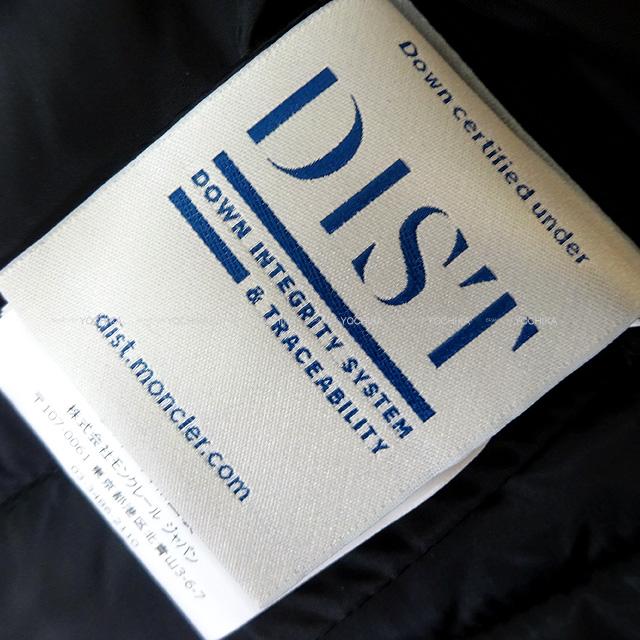 Down certified under
DIST
DOWN INTEGRITY SYSTEM
& TRACEABILITY
dist.moncler.com
株式会社モンクレール ジャパン
〒107-0061 東京都港区北青山3-6-7